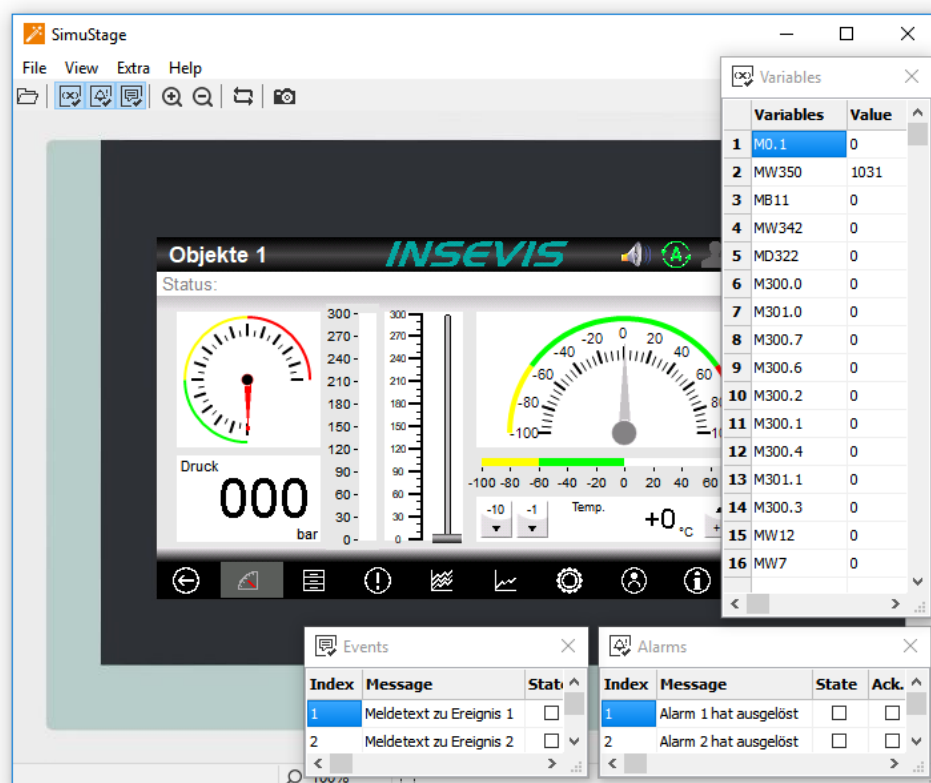 SimuStage
File View Extra Help
Variables
Variables Value
1 M0.1 0
2 MW350 1031
3 MB11 0
4 MW342 0
5 MD322 0
6 M300.0 0
7 M301.0 0
8 M300.7 0
9 M300.6 0
10 M300.2 0
11 M300.1 0
12 M300.4 0
13 M301.1 0
14 M300.3 0
15 MW12 0
16 MW7 0
Objekte 1 INSEVIS A
Status:
300
270
240
210
180
150
120
90
60
30
0
300
270
240
210
180
150
120
90
60
30
0
-100 -80 -60 -40 -20 0 20 40 60
-100 -80 -60 -40 -20 0 20 40 60
Druck
000
bar
-10 -1 Temp. +0 °C
Events
Index Message
1 Meldetext zu Ereignis 1
2 Meldetext zu Ereignis 2
Alarms
Index Message State Ack.
1 Alarm 1 hat ausgelöst
2 Alarm 2 hat ausgelöst
100%